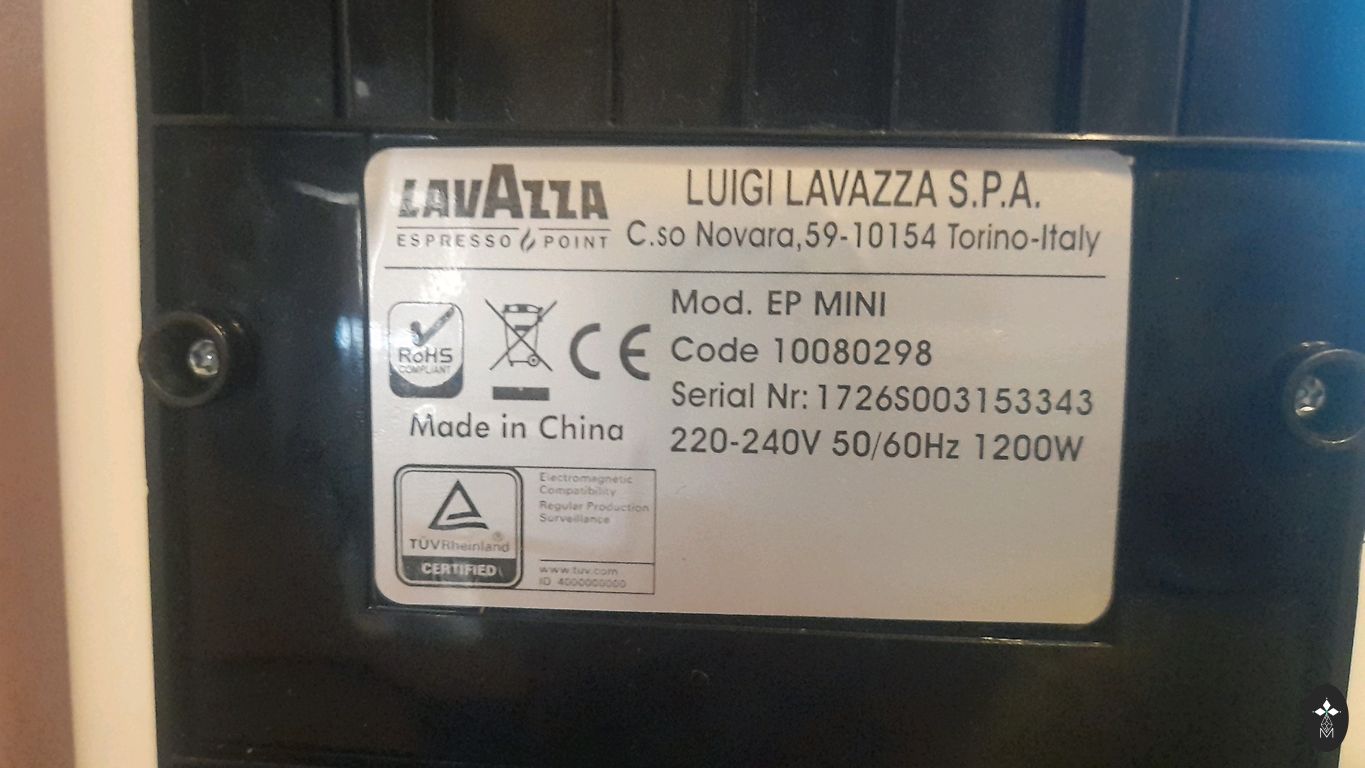 LAVAZZA
ESPRESSO POINT
LUIGI LAVAZZA S.P.A.
C.so Novara,59-10154 Torino-Italy
RoHS
COMPLIANT
CE
Made in China
Mod. EP MINI
Code 10080298
Serial Nr: 1726S003153343
220-240V 50/60Hz 1200W
TÜVRheinland®
CERTIFIED
Electromagnetic
Compatibility
Regular Production
Surveillance
www.tuv.com
ID 4000000000
M